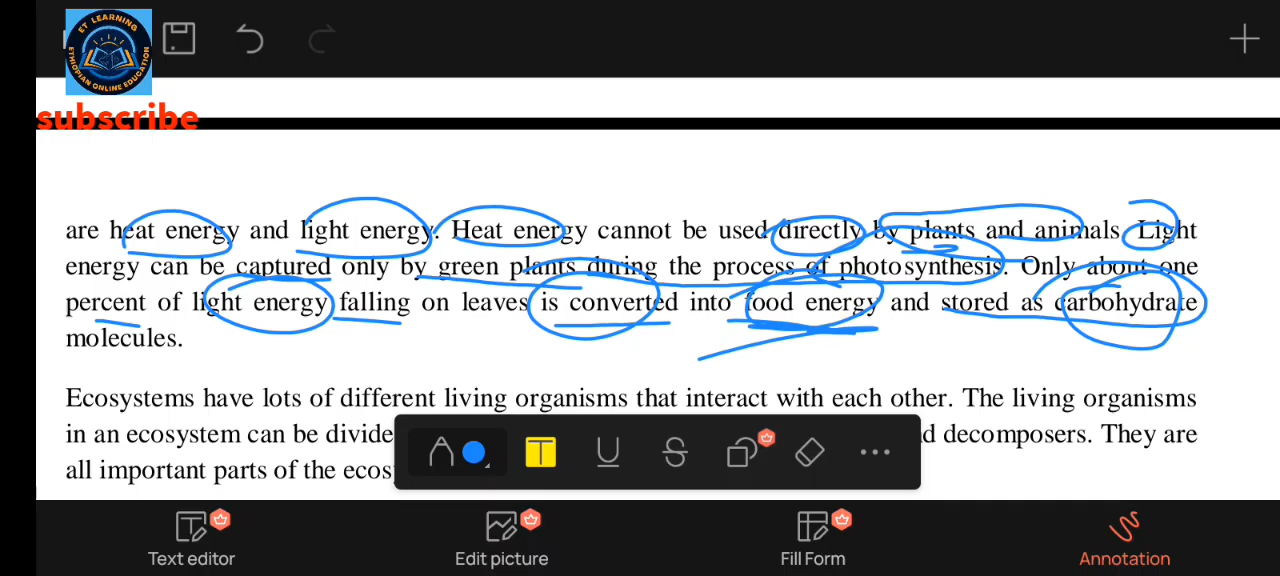 ET LEARNING
ETHIOPIAN ONLINE EDUCATION
subscribe
are heat energy and light energy. Heat energy cannot be used directly by plants and animals. Light
energy can be captured only by green plants during the process of photosynthesis. Only about one
percent of light energy falling on leaves is converted into food energy and stored as carbohydrate
molecules.
Ecosystems have lots of different living organisms that interact with each other. The living organisms
in an ecosystem can be divide
d decomposers. They are
all important parts of the ecos
Text editor
Edit picture
Fill Form
Annotation